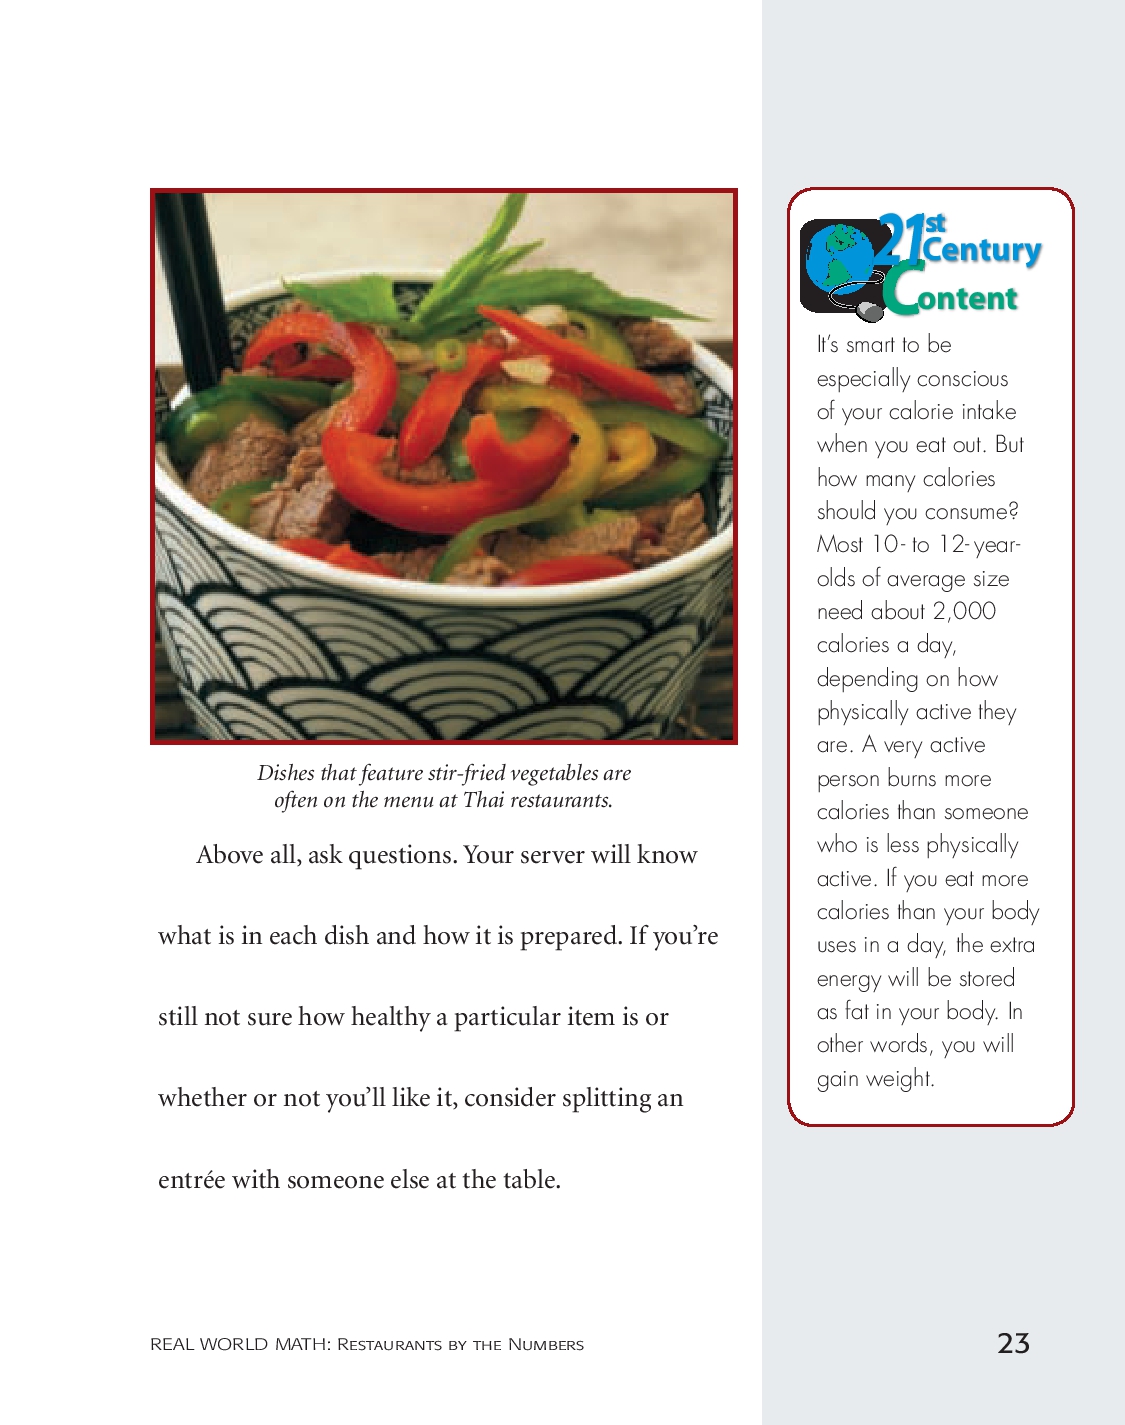 Dishes that feature stir-fried vegetables are
often on the menu at Thai restaurants.
Above all, ask questions. Your server will know
what is in each dish and how it is prepared. If you’re
still not sure how healthy a particular item is or
whether or not you’ll like it, consider splitting an
entrée with someone else at the table.
21st
Century
Content
It’s smart to be
especially conscious
of your calorie intake
when you eat out. But
how many calories
should you consume?
Most 10- to 12-year-
olds of average size
need about 2,000
calories a day,
depending on how
physically active they
are. A very active
person burns more
calories than someone
who is less physically
active. If you eat more
calories than your body
uses in a day, the extra
energy will be stored
as fat in your body. In
other words, you will
gain weight.
REAL WORLD MATH: Restaurants by the Numbers
23